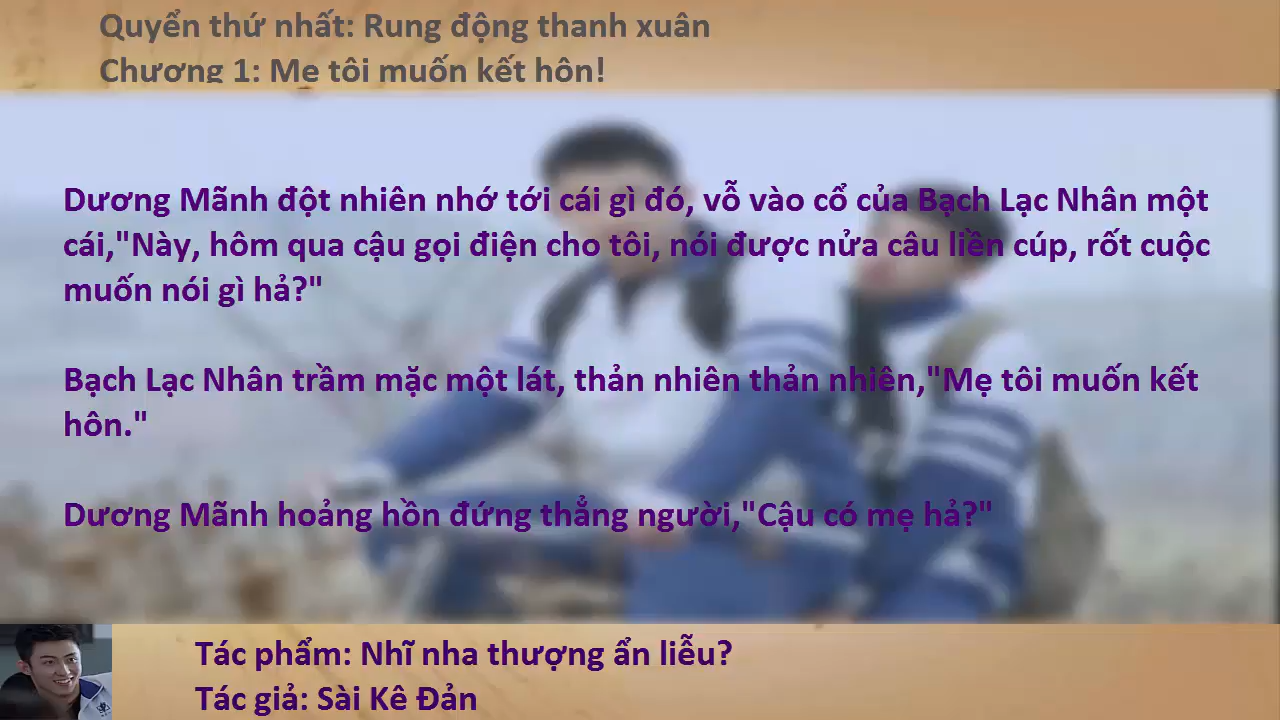 Quyển thứ nhất: Rung động thanh xuân
Chương 1: Mẹ tôi muốn kết hôn!
Dương Mãnh đột nhiên nhớ tới cái gì đó, vỗ vào cổ của Bạch Lạc Nhân một
cái,"Này, hôm qua cậu gọi điện cho tôi, nói được nửa câu liền cúp, rốt cuộc
muốn nói gì hả?"
Bạch Lạc Nhân trầm mặc một lát, thản nhiên thản nhiên,"Mẹ tôi muốn kết
hôn."
Dương Mãnh hoảng hồn đứng thẳng người,"Cậu có mẹ hả?"
Tác phẩm: Nhĩ nha thượng ẩn liễu?
Tác giả: Sài Kê Đản